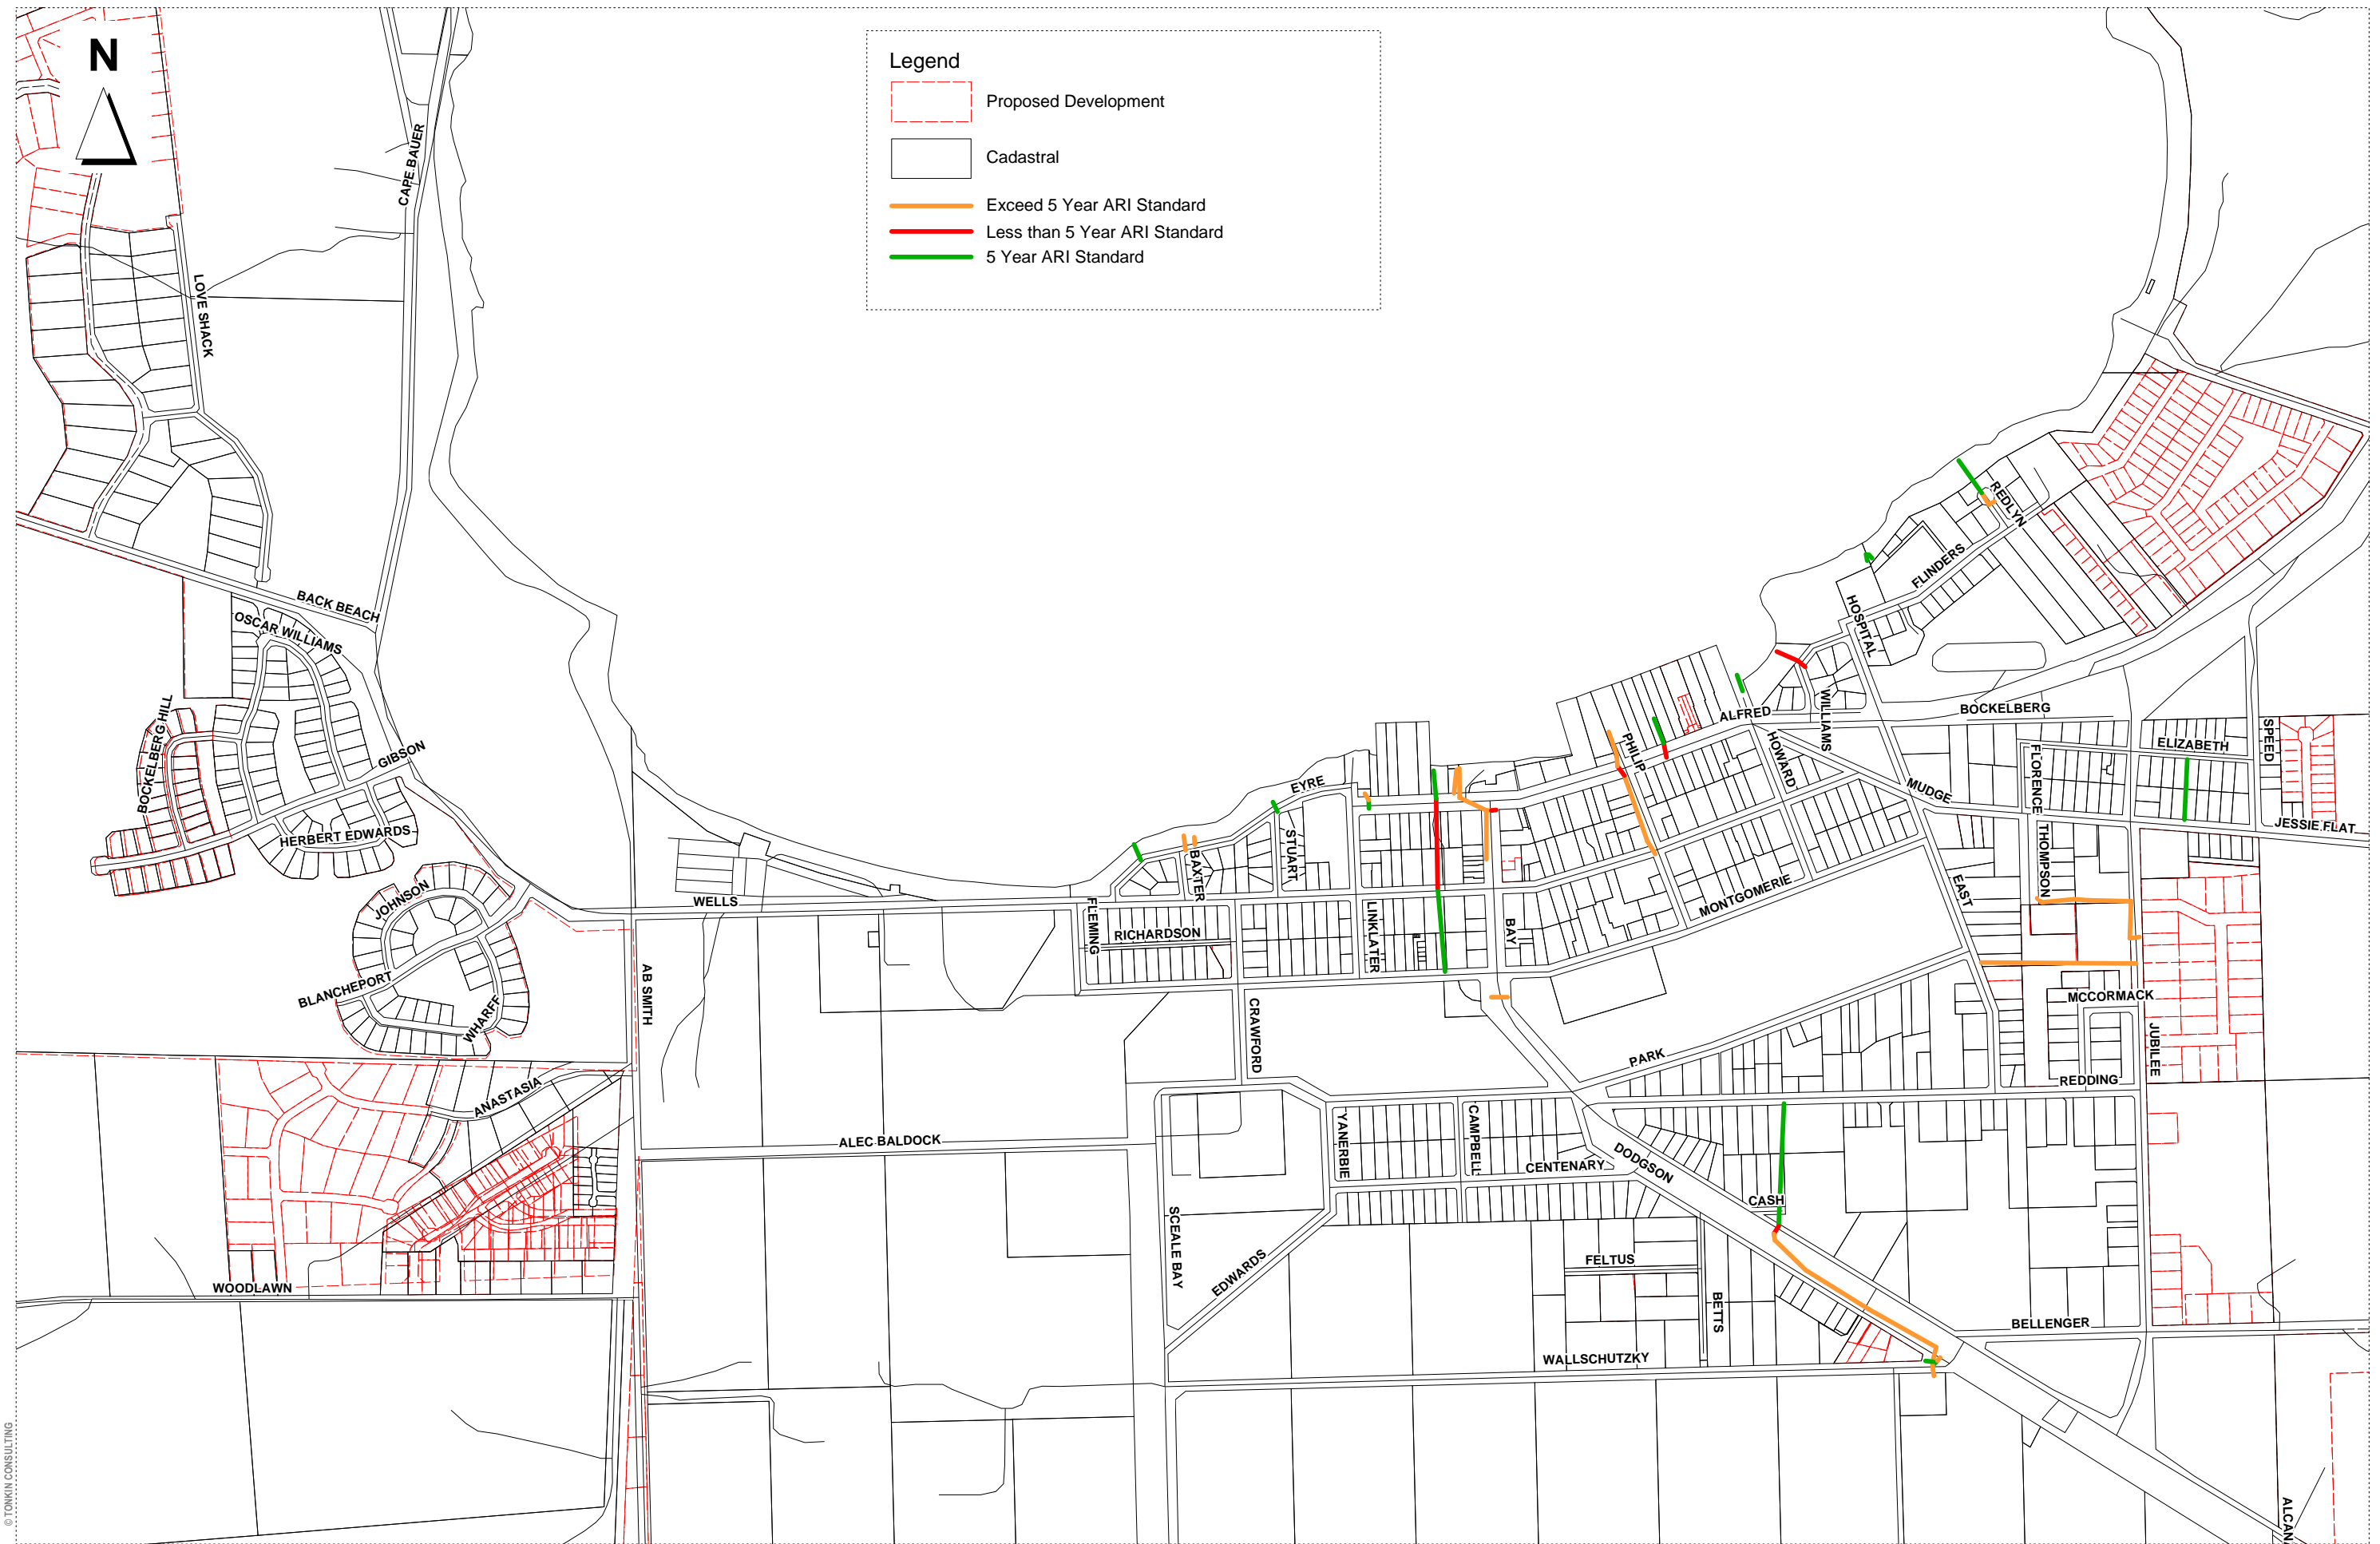 N
Legend
Proposed Development
Cadastral
Exceed 5 Year ARI Standard
Less than 5 Year ARI Standard
5 Year ARI Standard
CAPE BAUER
LOVE SHACK
BACK BEACH
OSCAR WILLIAMS
BOCKELBERG HILL
GIBSON
HERBERT EDWARDS
JOHNSON
BLANCHEPORT
WHARFF
WELLS
AB SMITH
ANASTASIA
WOODLAWN
ALEC BALDOCK
FLEMING
RICHARDSON
BAXTER
STUART
EYRE
LINKLATER
BAY
CRAWFORD
PHILIP
ALFRED
HOWARD
WILLIAMS
HOSPITAL
FLINDERS
REDLYN
BOCKELBERG
MUDGE
FLORENCE
ELIZABETH
SPEED
JESSIE FLAT
THOMPSON
EAST
MONTGOMERIE
MCCORMACK
JUBILEE
REDDING
PARK
YANERBIE
CAMPBELL
CENTENARY
DODGSON
CASH
SCEALE BAY
EDWARDS
FELTUS
BETTS
WALLSCHUTZKY
BELLENGER
ALCAN
© TONKIN CONSULTING